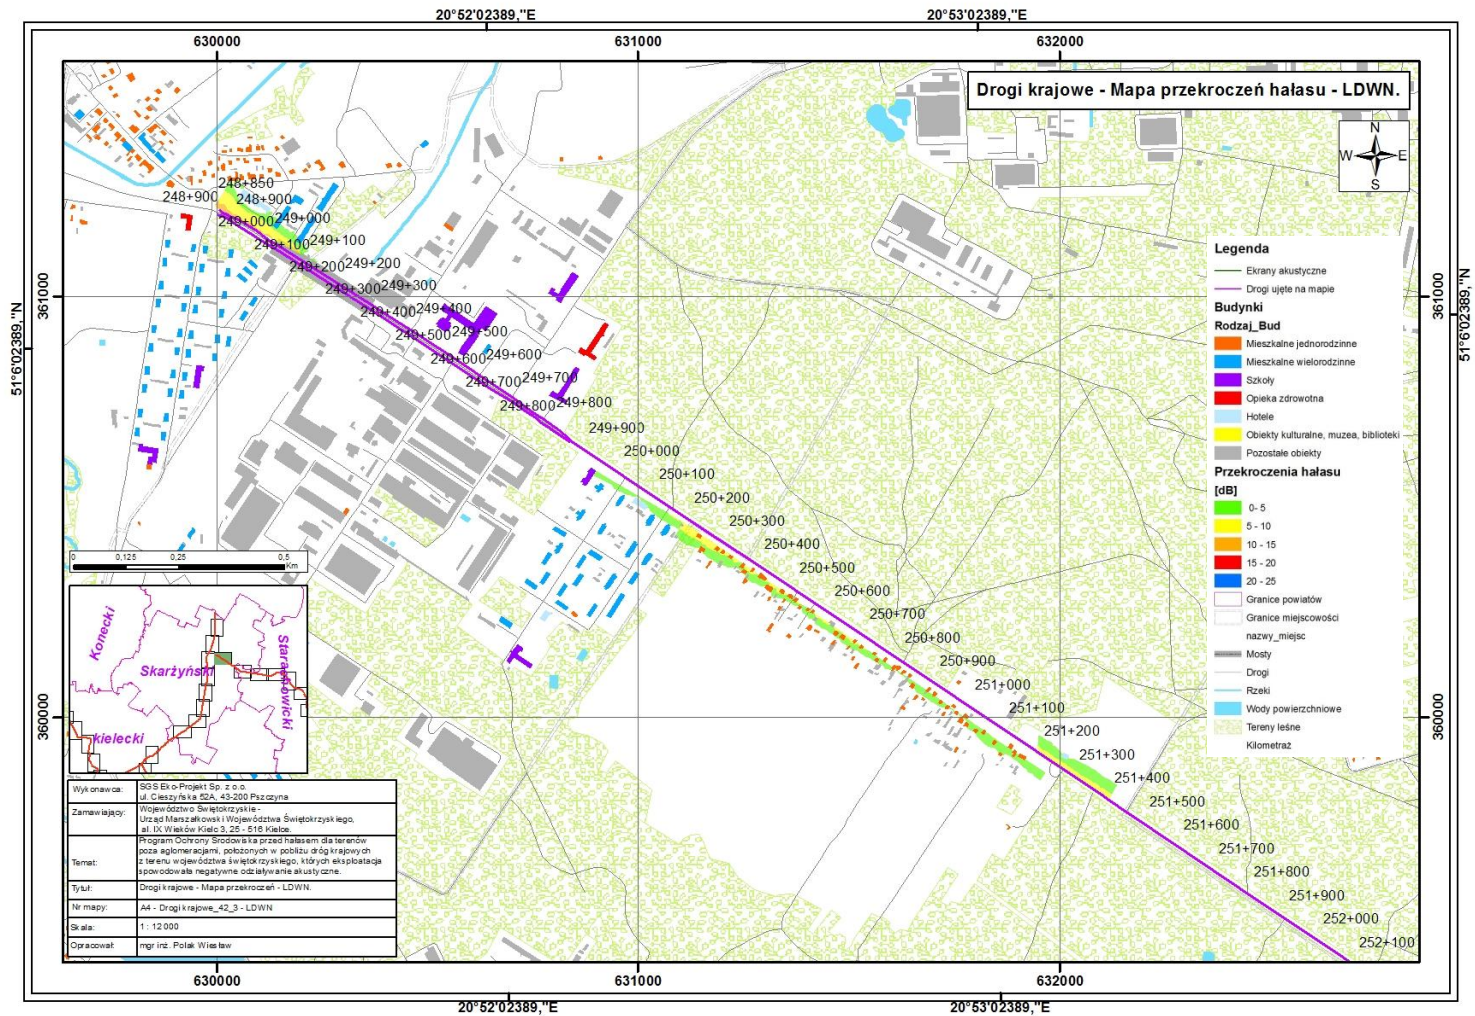 20°52'02389,"E
20°53'02389,"E
630000
631000
632000
Drogi krajowe - Mapa przekroczeń hałasu - LDWN.
N
W
E
S
361000
51°6'02389,"N
360000
361000
51°6'02389,"N
360000
248+850
248+900
248+900
249+000
249+000
249+100
249+100
249+200
249+200
249+300
249+300
249+400
249+400
249+500
249+500
249+600
249+600
249+700
249+700
249+800
249+800
249+900
250+000
250+100
250+200
250+300
250+400
250+500
250+600
250+700
250+800
250+900
251+000
251+100
251+200
251+300
251+400
251+500
251+600
251+700
251+800
251+900
252+000
252+100
Legenda
Ekrany akustyczne
Drogi ujęte na mapie
Budynki
Rodzaj_Bud
Mieszkalne jednorodzinne
Mieszkalne wielorodzinne
Szkoły
Opieka zdrowotna
Hotele
Obiekty kulturalne, muzea, biblioteki
Pozostałe obiekty
Przekroczenia hałasu
[dB]
0- 5
5 - 10
10 - 15
15 - 20
20 - 25
Granice powiatów
Granice miejscowości
nazwy_miejsc
Mosty
Drogi
Rzeki
Wody powierzchniowe
Tereny leśne
Kilometraż
0 0,125 0,25 0,5
Km
Konecki
Skarżyński
Starachowicki
kielecki
Wykonawca: SGS Eko-Projekt Sp. z o.o.
ul. Cieszyńska 52A, 43-200 Pszczyna
Zamawiający: Województwo Świętokrzyskie -
Urząd Marszałkowski Województwa Świętokrzyskiego,
al. IX Wieków Kielc 3, 25 - 516 Kielce.
Temat: Program Ochrony Środowiska przed hałasem dla terenów
poza aglomeracjami, położonych w pobliżu dróg krajowych
z terenu województwa świętokrzyskiego, których eksploatacja
spowodowała negatywne oddziaływanie akustyczne.
Tytuł: Drogi krajowe - Mapa przekroczeń - LDWN.
Nr mapy: A4 - Drogi krajowe_42_3 - LDWN
Skala: 1 : 12 000
Opracował: mgr inż. Polak Wiesław
630000
631000
632000
20°52'02389,"E
20°53'02389,"E